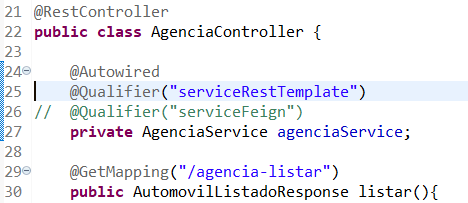 21 @RestController
22 public class AgenciaController {
23
24 @Autowired
25 @Qualifier("serviceRestTemplate")
26 // @Qualifier("serviceFeign")
27 private AgenciaService agenciaService;
28
29 @GetMapping("/agencia-listar")
30 public AutomovilListadoResponse listar(){